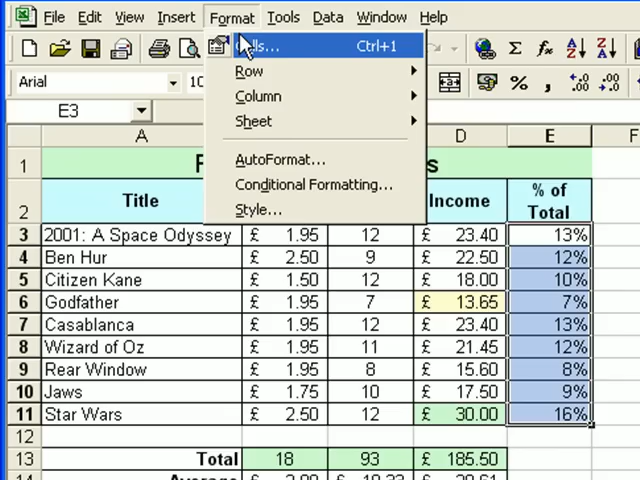 File Edit View Insert Format Tools Data Window Help
Ctrl+1
Arial 10
Row
E3
Column
Sheet
AutoFormat...
Conditional Formatting...
Style...
A D E F
1 s
2 Title Income % of Total
3 2001: A Space Odyssey £ 1.95 12 £ 23.40 13%
4 Ben Hur £ 2.50 9 £ 22.50 12%
5 Citizen Kane £ 1.50 12 £ 18.00 10%
6 Godfather £ 1.95 7 £ 13.65 7%
7 Casablanca £ 1.95 12 £ 23.40 13%
8 Wizard of Oz £ 1.95 11 £ 21.45 12%
9 Rear Window £ 1.95 8 £ 15.60 8%
10 Jaws £ 1.75 10 £ 17.50 9%
11 Star Wars £ 2.50 12 £ 30.00 16%
12
13 Total 18 93 £ 185.50